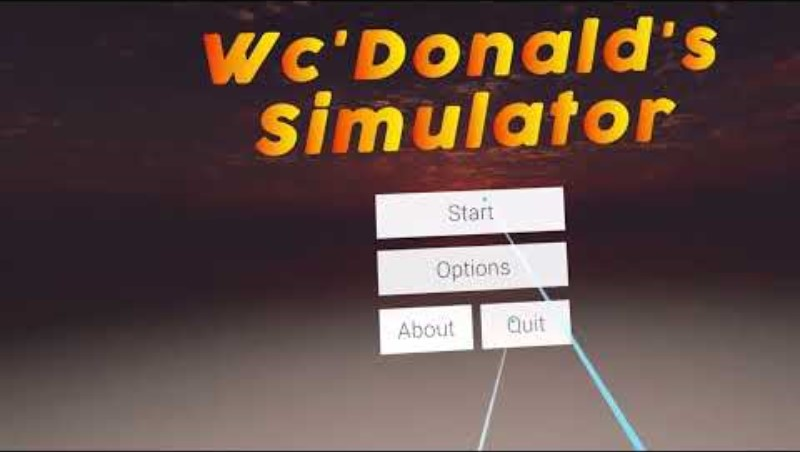 Wc'Donald's
Simulator
Start
Options
About
Quit